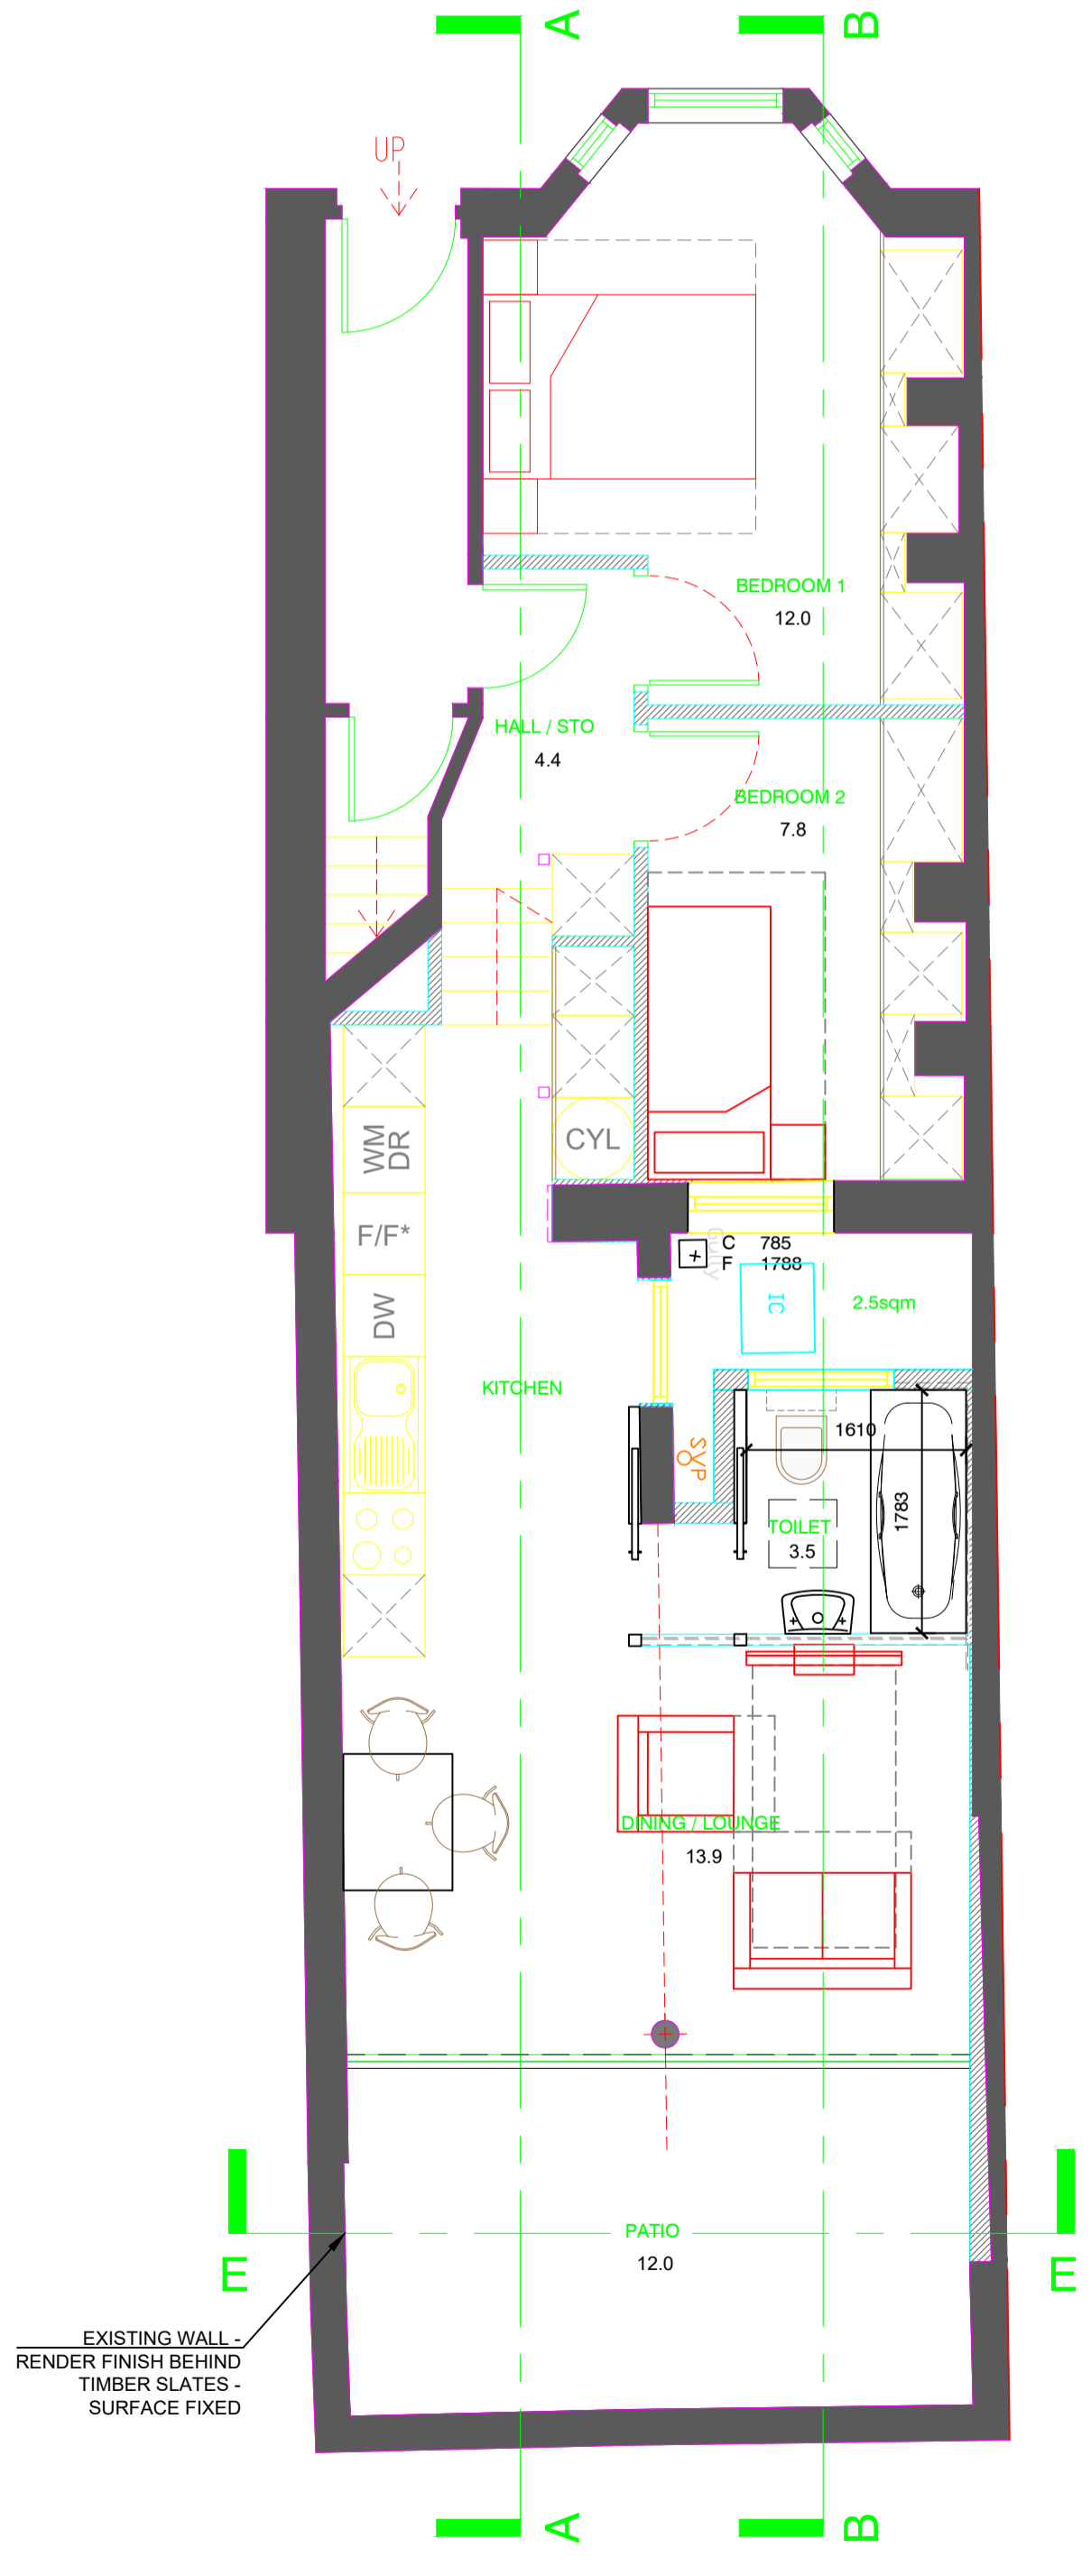 A
B
UP
BEDROOM 1
12.0
HALL / STO
4.4
BEDROOM 2
7.8
CYL
WM
DR
F/F*
DW
Gully
C 785
F 1788
IC
2.5sqm
KITCHEN
SVP
1610
1783
TOILET
3.5
DINING / LOUNGE
13.9
PATIO
12.0
E
E
EXISTING WALL -
RENDER FINISH BEHIND
TIMBER SLATES -
SURFACE FIXED
A
B